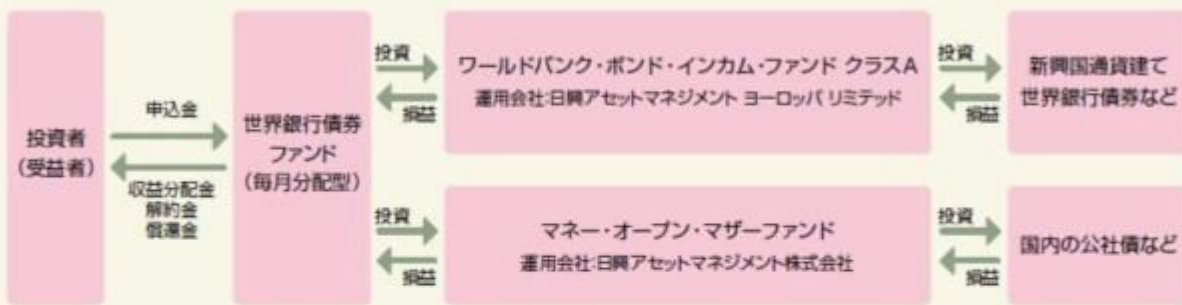 投資者
(受益者)
申込金
収益分配金
解約金
償還金
世界銀行債券
ファンド
(毎月分配型)
投資
損益
ワールドバンク・ボンド・インカム・ファンド クラスA
運用会社:日興アセットマネジメント ヨーロッパ リミテッド
投資
損益
新興国通貨建て
世界銀行債券など
投資
損益
マネー・オープン・マザーファンド
運用会社:日興アセットマネジメント株式会社
投資
損益
国内の公社債など